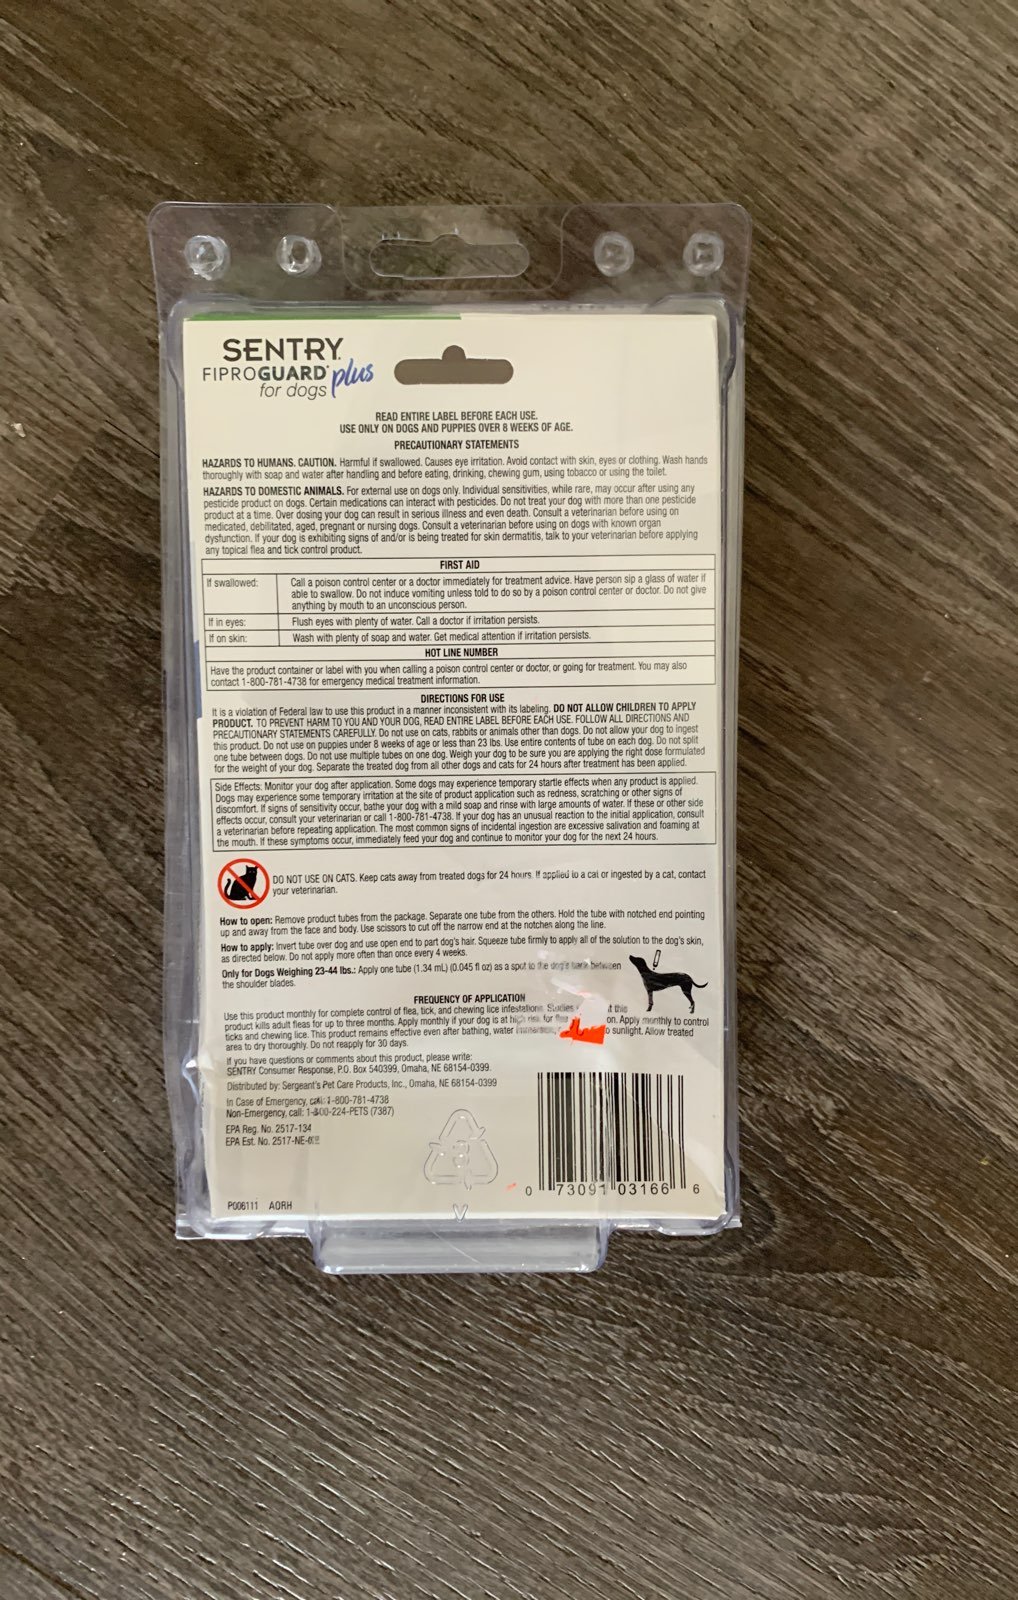 SENTRY
FIPROGUARD plus
for dogs
READ ENTIRE LABEL BEFORE EACH USE.
USE ONLY ON DOGS AND PUPPIES OVER 8 WEEKS OF AGE.
PRECAUTIONARY STATEMENTS
HAZARDS TO HUMANS. CAUTION. Harmful if swallowed. Causes eye irritation. Avoid contact with skin, eyes or clothing. Wash hands
thoroughly with soap and water after handling and before eating, drinking, chewing gum, using tobacco or using the toilet.
HAZARDS TO DOMESTIC ANIMALS. For external use on dogs only. Individual sensitivities, while rare, may occur after using any
pesticide product on dogs. Certain medications can interact with pesticides. Do not treat your dog with more than one pesticide
product at a time. Over dosing your dog can result in serious illness and even death. Consult a veterinarian before using on
medicated, debilitated, aged, pregnant or nursing dogs. Consult a veterinarian before using on dogs with known organ
dysfunction. If your dog is exhibiting signs of and/or is being treated for skin dermatitis, talk to your veterinarian before applying
any topical flea and tick control product.
FIRST AID
If swallowed: Call a poison control center or a doctor immediately for treatment advice. Have person sip a glass of water if
able to swallow. Do not induce vomiting unless told to do so by a poison control center or doctor. Do not give
anything by mouth to an unconscious person.
If in eyes: Flush eyes with plenty of water. Call a doctor if irritation persists.
If on skin: Wash with plenty of soap and water. Get medical attention if irritation persists.
HOT LINE NUMBER
Have the product container or label with you when calling a poison control center or doctor, or going for treatment. You may also
contact 1-800-781-4738 for emergency medical treatment information.
DIRECTIONS FOR USE
It is a violation of Federal law to use this product in a manner inconsistent with its labeling. DO NOT ALLOW CHILDREN TO APPLY
PRODUCT. TO PREVENT HARM TO YOU AND YOUR DOG, READ ENTIRE LABEL BEFORE EACH USE. FOLLOW ALL DIRECTIONS AND
PRECAUTIONARY STATEMENTS CAREFULLY. Do not use on cats, rabbits or animals other than dogs. Do not allow your dog to ingest
this product. Do not use on puppies under 8 weeks of age or less than 23 lbs. Use entire contents of tube on each dog. Do not split
one tube between dogs. Do not use multiple tubes on one dog. Weigh your dog to be sure you are applying the right dose formulated
for the weight of your dog. Separate the treated dog from all other dogs and cats for 24 hours after treatment has been applied.
Side Effects: Monitor your dog after application. Some dogs may experience temporary startle effects when any product is applied.
Dogs may experience some temporary irritation at the site of product application such as redness, scratching or other signs of
discomfort. If signs of sensitivity occur, bathe your dog with a mild soap and rinse with large amounts of water. If these or other side
effects occur, consult your veterinarian or call 1-800-781-4738. If your dog has an unusual reaction to the initial application, consult
a veterinarian before repeating application. The most common signs of incidental ingestion are excessive salivation and foaming at
the mouth. If these symptoms occur, immediately feed your dog and continue to monitor your dog for the next 24 hours.
DO NOT USE ON CATS. Keep cats away from treated dogs for 24 hours. If applied to a cat or ingested by a cat, contact
your veterinarian.
How to open: Remove product tubes from the package. Separate one tube from the others. Hold the tube with notched end pointing
up and away from the face and body. Use scissors to cut off the narrow end at the notches along the line.
How to apply: Invert tube over dog and use open end to part dog's hair. Squeeze tube firmly to apply all of the solution to the dog's skin,
as directed below. Do not apply more often than once every 4 weeks.
Only for Dogs Weighing 23-44 lbs.: Apply one tube (1.34 mL) (0.045 fl oz) as a spot to the dog's back between
the shoulder blades.
FREQUENCY OF APPLICATION
Use this product monthly for complete control of flea, tick, and chewing lice infestations. Studies this
product kills adult fleas for up to three months. Apply monthly if your dog is at high risk for flea on. Apply monthly to control
ticks and chewing lice. This product remains effective even after bathing, water immersion, to sunlight. Allow treated
area to dry thoroughly. Do not reapply for 30 days.
If you have questions or comments about this product, please write:
SENTRY Consumer Response, P.O. Box 540399, Omaha, NE 68154-0399.
Distributed by: Sergeant's Pet Care Products, Inc., Omaha, NE 68154-0399
In Case of Emergency, call: 1-800-781-4738
Non-Emergency, call: 1-800-224-PETS (7387)
EPA Reg. No. 2517-134
EPA Est. No. 2517-NE-
P006111 AORH
0 73091 03166 6